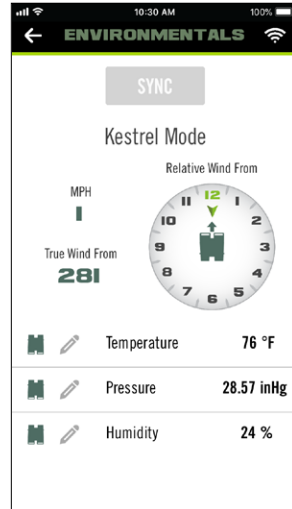 10:30 AM
100%
ENVIRONMENTALS
SYNC
Kestrel Mode
Relative Wind From
MPH
1
True Wind From
281
12
1
2
3
4
5
6
7
8
9
10
11
Temperature 76 °F
Pressure 28.57 inHg
Humidity 24 %